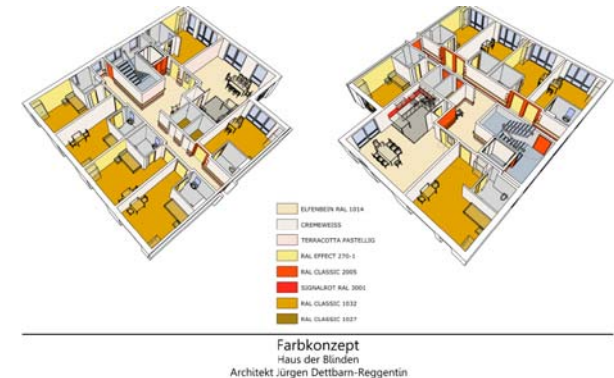 ELFENBEIN RAL 1014
CREMEWEISS
TERRACOTTA PASTELLIG
RAL EFFECT 270-1
RAL CLASSIC 2005
SIGNALROT RAL 3001
RAL CLASSIC 1032
RAL CLASSIC 1027
Farbkonzept
Haus der Blinden
Architekt Jürgen Dettbarn-Reggentin